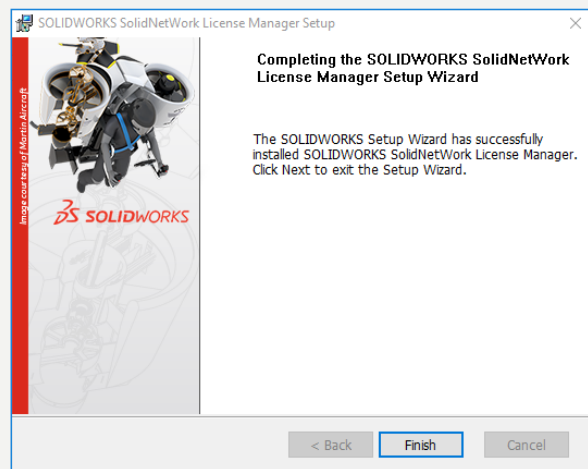 SOLIDWORKS SolidNetWork License Manager Setup
Completing the SOLIDWORKS SolidNetWork
License Manager Setup Wizard
The SOLIDWORKS Setup Wizard has successfully
installed SOLIDWORKS SolidNetWork License Manager.
Click Next to exit the Setup Wizard.
Image courtesy of Martin Aircraft
SOLIDWORKS
< Back
Finish
Cancel